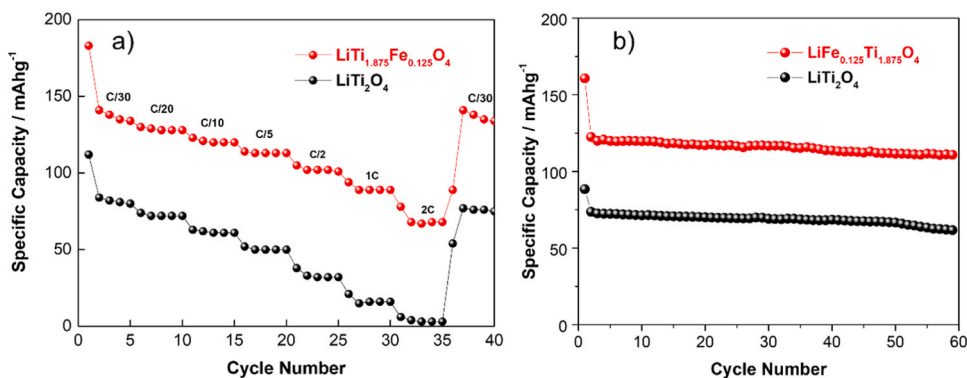 a)
LiTi1.875Fe0.125O4
LiTi2O4
C/30
C/20
C/10
C/5
C/2
1C
2C
C/30
200
150
100
50
0
0 5 10 15 20 25 30 35 40
Specific Capacity / mAhg-1
Cycle Number
b)
LiFe0.125Ti1.875O4
LiTi2O4
200
150
100
50
0
0 10 20 30 40 50 60
Specific Capacity / mAhg-1
Cycle Number